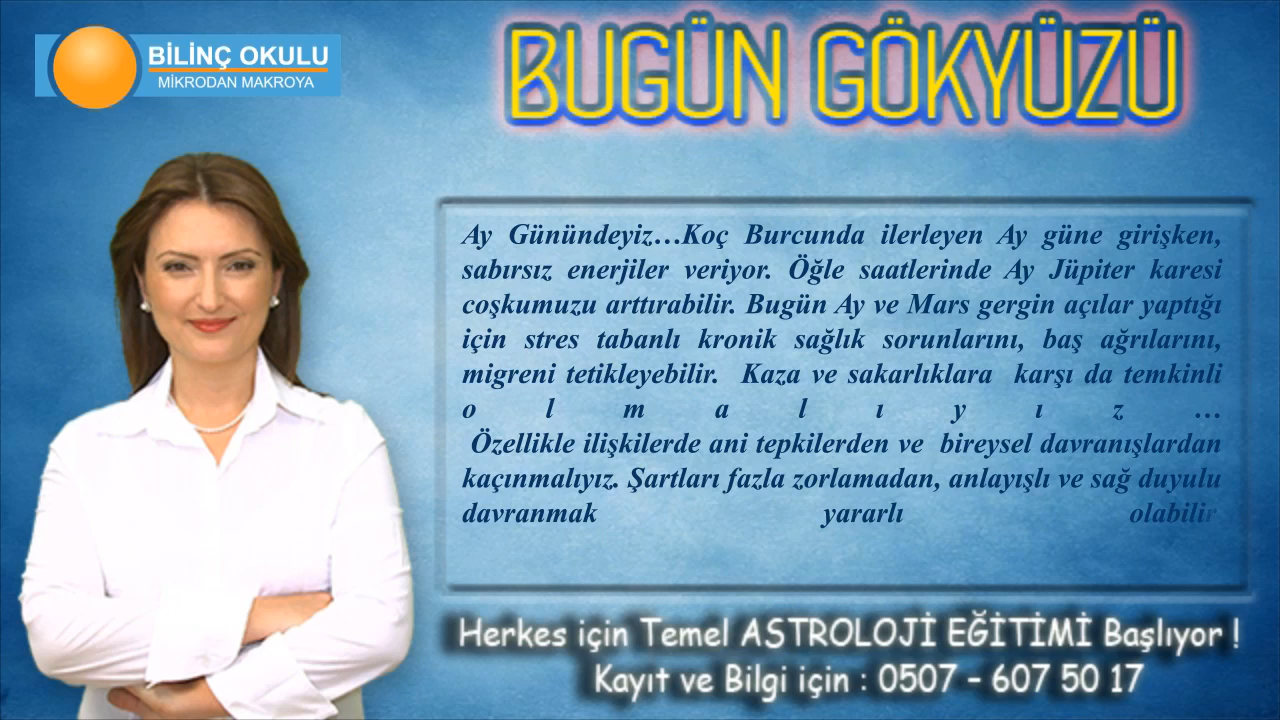 BİLİNÇ OKULU
MİKRODAN MAKROYA
BUGÜN GÖKYÜZÜ
Ay Günündeyiz…Koç Burcunda ilerleyen Ay güne girişken,
sabırsız enerjiler veriyor. Öğle saatlerinde Ay Jüpiter karesi
coşkumuzu arttırabilir. Bugün Ay ve Mars gergin açılar yaptığı
için stres tabanlı kronik sağlık sorunlarını, baş ağrılarını,
migreni tetikleyebilir. Kaza ve sakarlıklara karşı da temkinli
olmalıyız…
Özellikle ilişkilerde ani tepkilerden ve bireysel davranışlardan
kaçınmalıyız. Şartları fazla zorlamadan, anlayışlı ve sağ duyulu
davranmak yararlı olabilir
Herkes için Temel ASTROLOJİ EĞİTİMİ Başlıyor !
Kayıt ve Bilgi için : 0507 – 607 50 17